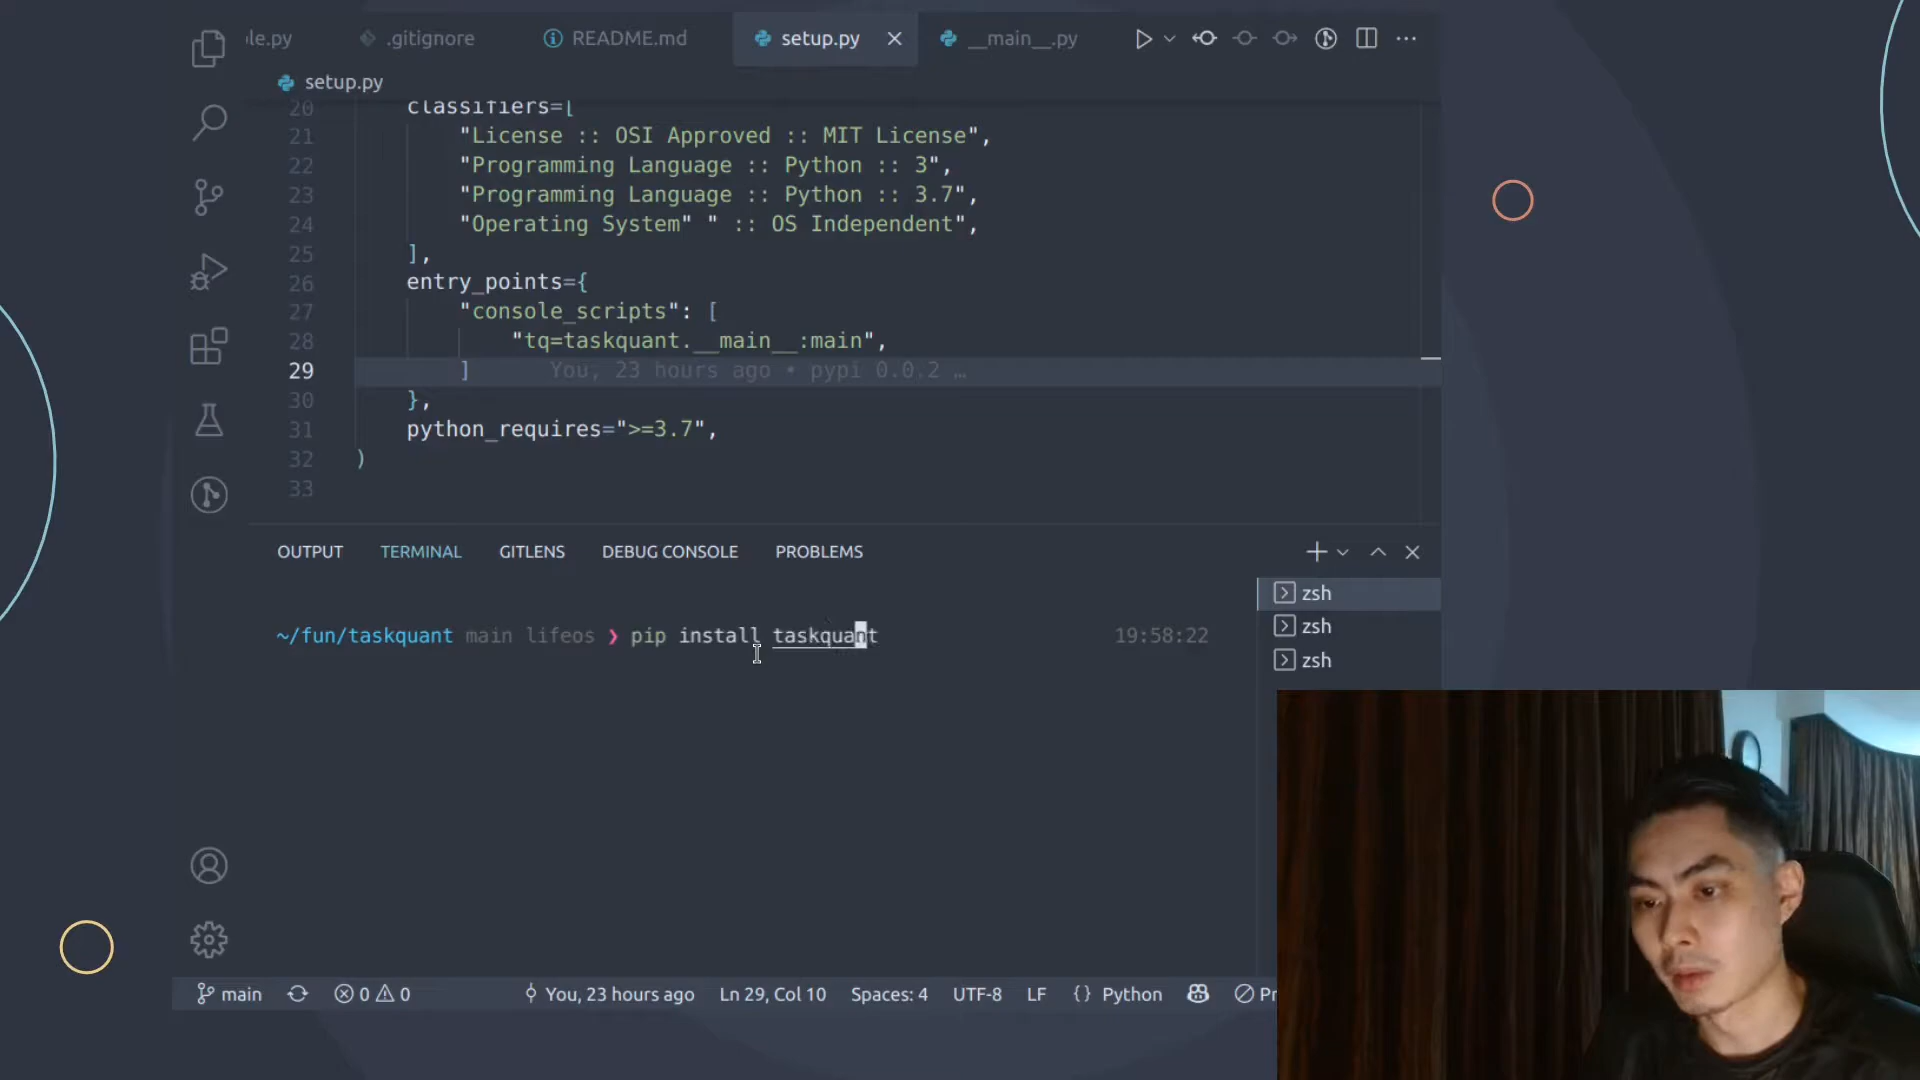 le.py .gitignore README.md setup.py __main__.py
setup.py
20 classifiers=[
21 "License :: OSI Approved :: MIT License",
22 "Programming Language :: Python :: 3",
23 "Programming Language :: Python :: 3.7",
24 "Operating System" " :: OS Independent",
25 ],
26 entry_points={
27 "console_scripts": [
28 "tq=taskquant.__main__:main",
29 ] You, 23 hours ago • pypi 0.0.2 …
30 },
31 python_requires=">=3.7",
32 )
33
OUTPUT TERMINAL GITLENS DEBUG CONSOLE PROBLEMS
zsh
~/fun/taskquant main lifeos ❯ pip install taskquant 19:58:22
zsh
zsh
main 0 0 You, 23 hours ago Ln 29, Col 10 Spaces: 4 UTF-8 LF {} Python Pr